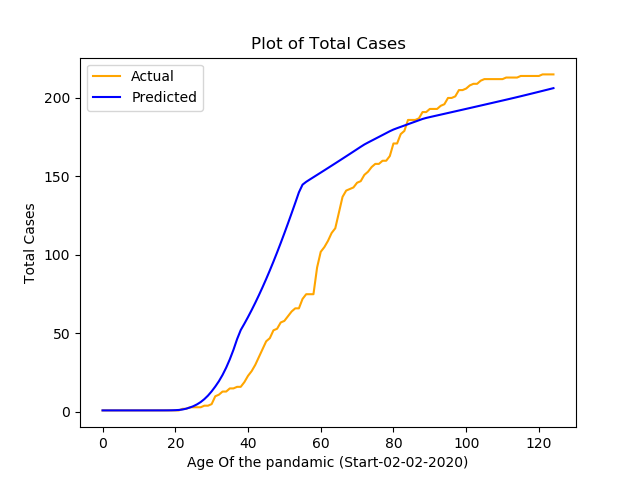 Plot of Total Cases
Actual
Predicted
200
150
100
50
0
Total Cases
0 20 40 60 80 100 120
Age Of the pandamic (Start-02-02-2020)